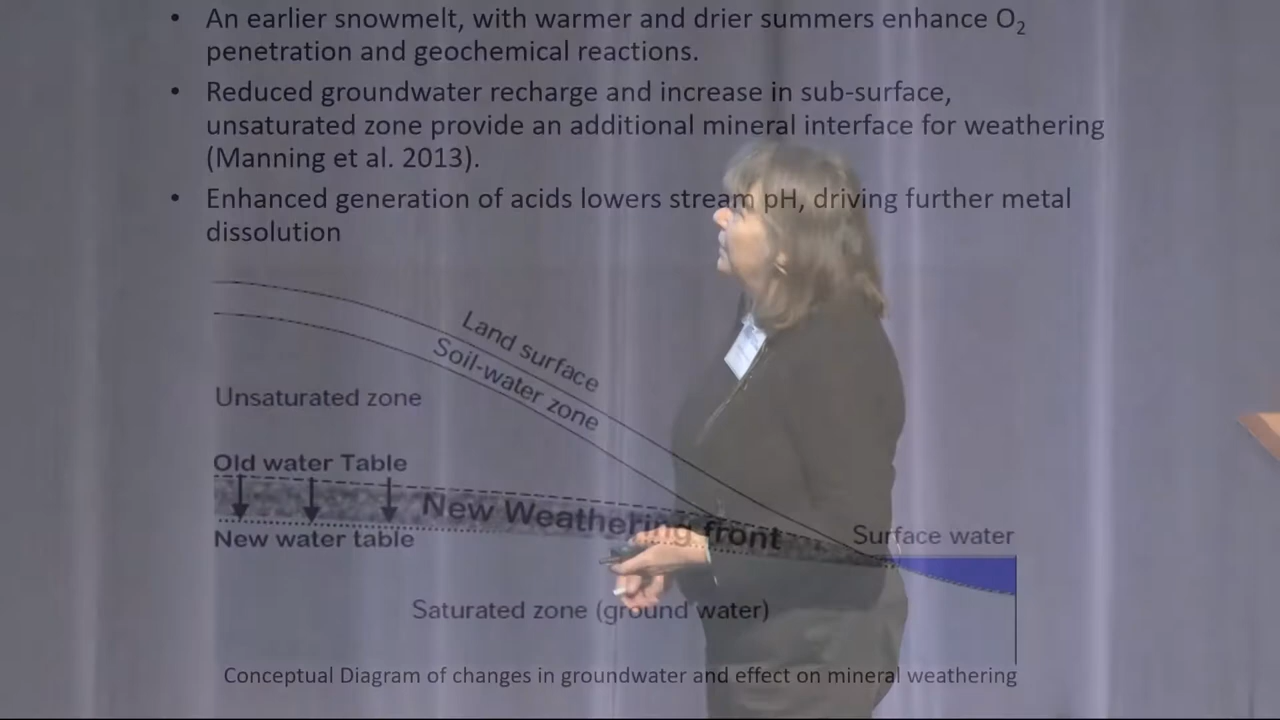 • An earlier snowmelt, with warmer and drier summers enhance O₂
penetration and geochemical reactions.
• Reduced groundwater recharge and increase in sub-surface,
unsaturated zone provide an additional mineral interface for weathering
(Manning et al. 2013).
• Enhanced generation of acids lowers stream pH, driving further metal
dissolution
Land surface
Soil-water zone
Unsaturated zone
Old water Table
New Weathering front
New water table
Surface water
Saturated zone (ground water)
Conceptual Diagram of changes in groundwater and effect on mineral weathering